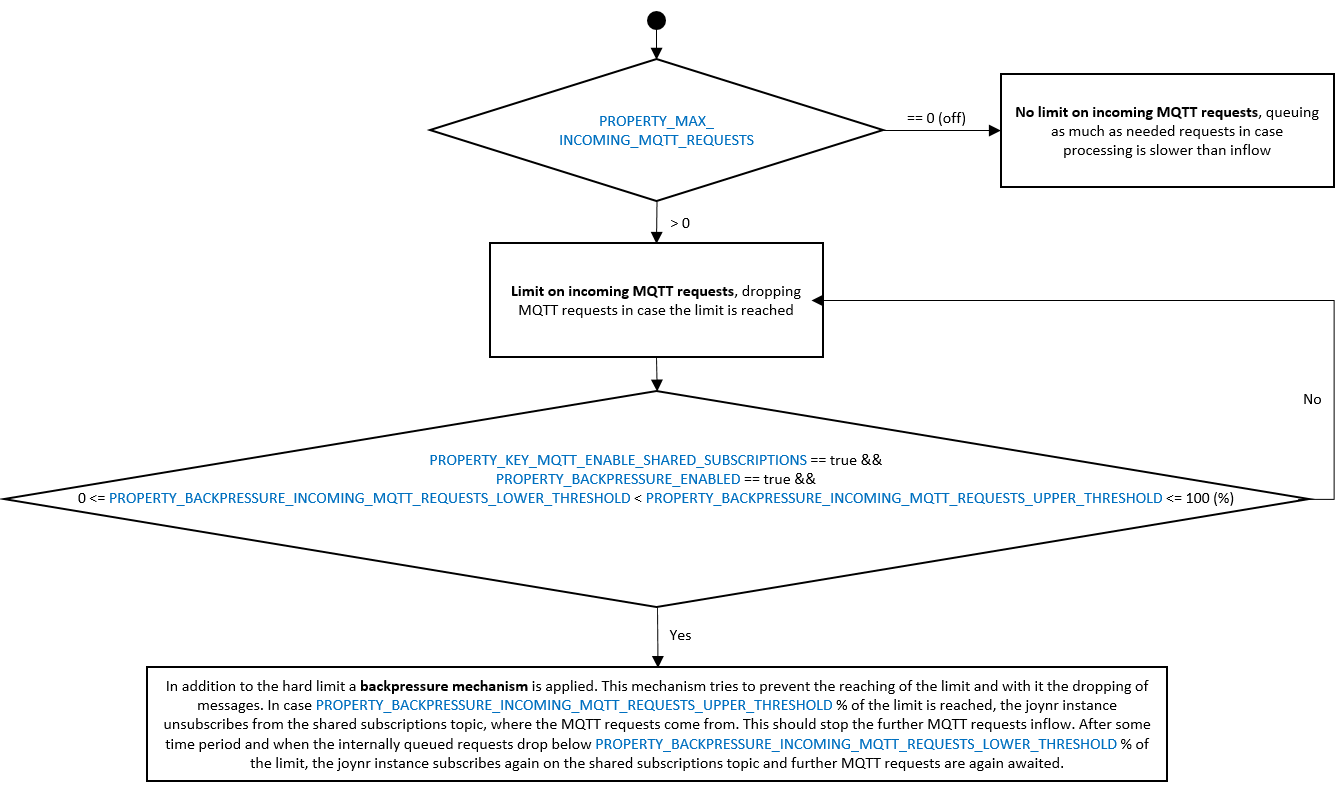 PROPERTY_MAX_
INCOMING_MQTT_REQUESTS
== 0 (off)
No limit on incoming MQTT requests, queuing
as much as needed requests in case
processing is slower than inflow
> 0
Limit on incoming MQTT requests, dropping
MQTT requests in case the limit is reached
No
PROPERTY_KEY_MQTT_ENABLE_SHARED_SUBSCRIPTIONS == true &&
PROPERTY_BACKPRESSURE_ENABLED == true &&
0 <= PROPERTY_BACKPRESSURE_INCOMING_MQTT_REQUESTS_LOWER_THRESHOLD < PROPERTY_BACKPRESSURE_INCOMING_MQTT_REQUESTS_UPPER_THRESHOLD <= 100 (%)
Yes
In addition to the hard limit a backpressure mechanism is applied. This mechanism tries to prevent the reaching of the limit and with it the dropping of
messages. In case PROPERTY_BACKPRESSURE_INCOMING_MQTT_REQUESTS_UPPER_THRESHOLD % of the limit is reached, the joynr instance
unsubscribes from the shared subscriptions topic, where the MQTT requests come from. This should stop the further MQTT requests inflow. After some
time period and when the internally queued requests drop below PROPERTY_BACKPRESSURE_INCOMING_MQTT_REQUESTS_LOWER_THRESHOLD % of
the limit, the joynr instance subscribes again on the shared subscriptions topic and further MQTT requests are again awaited.